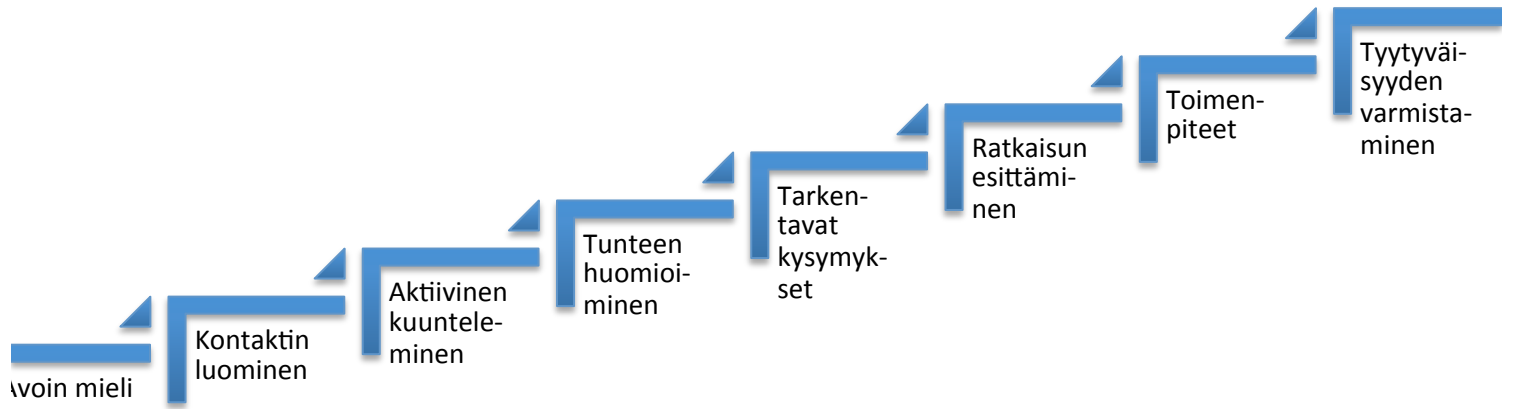 Avoin mieli
Kontaktin
luominen
Aktiivinen
kuuntele-
minen
Tunteen
huomioi-
minen
Tarken-
tavat
kysymyk-
set
Ratkaisun
esittämi-
nen
Toimen-
piteet
Tyytyväi-
syyden
varmista-
minen